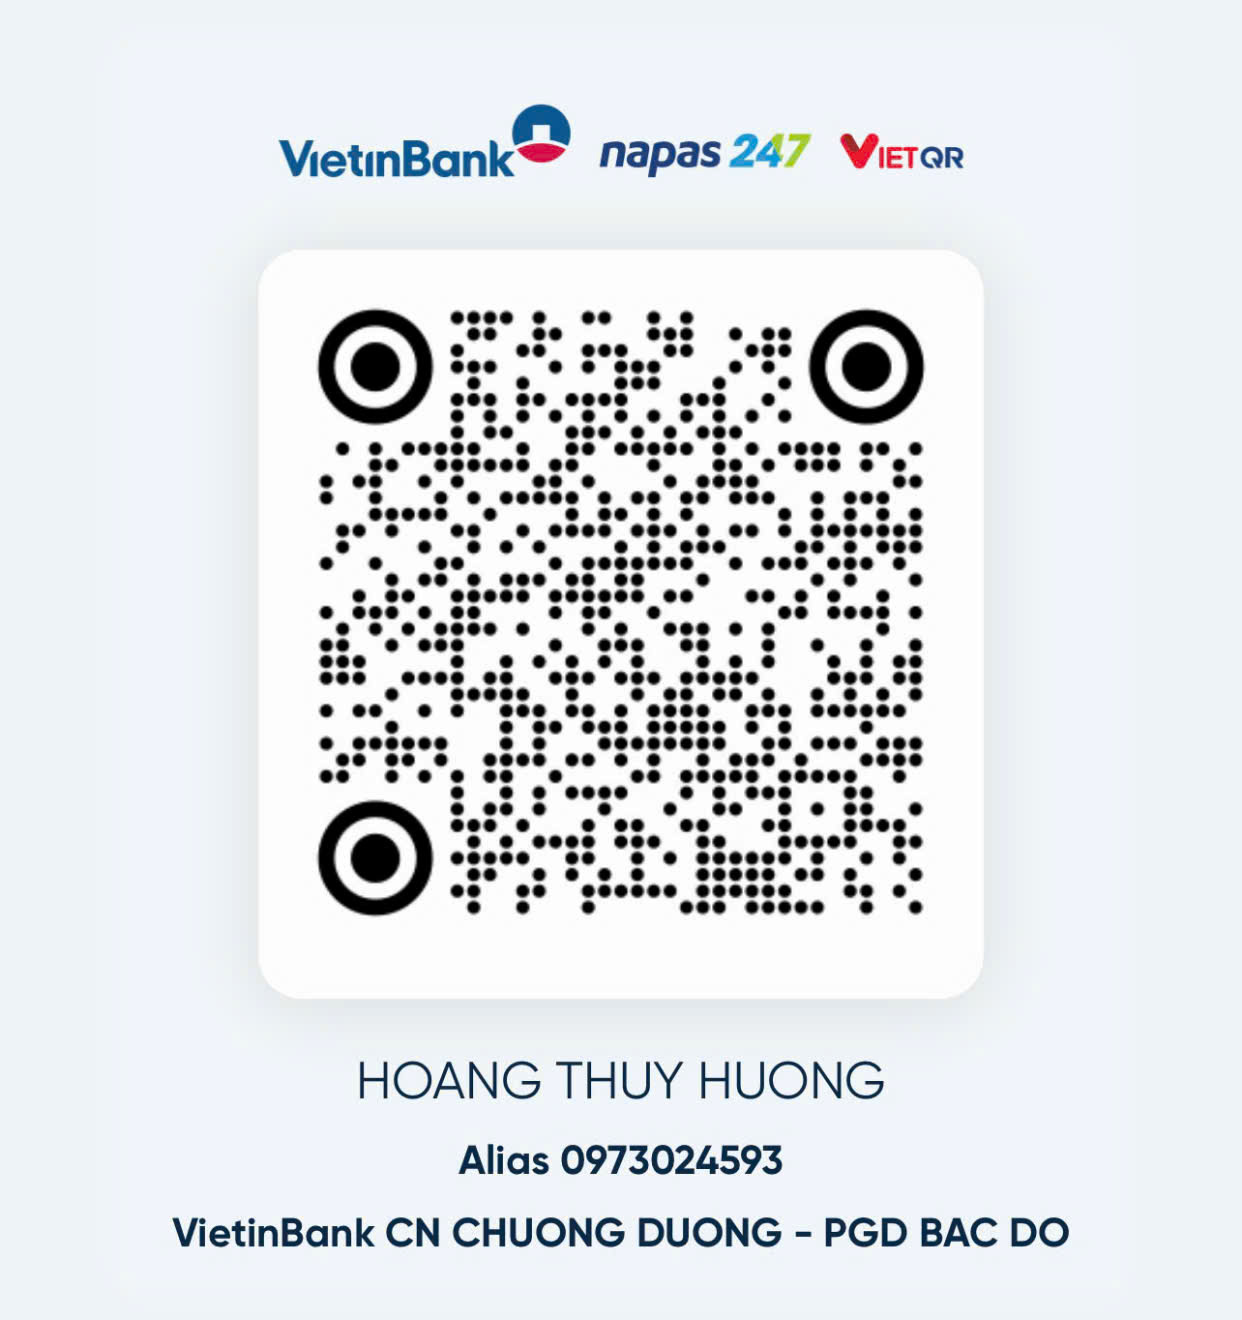 VietinBank napas 247 VIETQR
HOANG THUY HUONG
Alias 0973024593
VietinBank CN CHUONG DUONG - PGD BAC DO